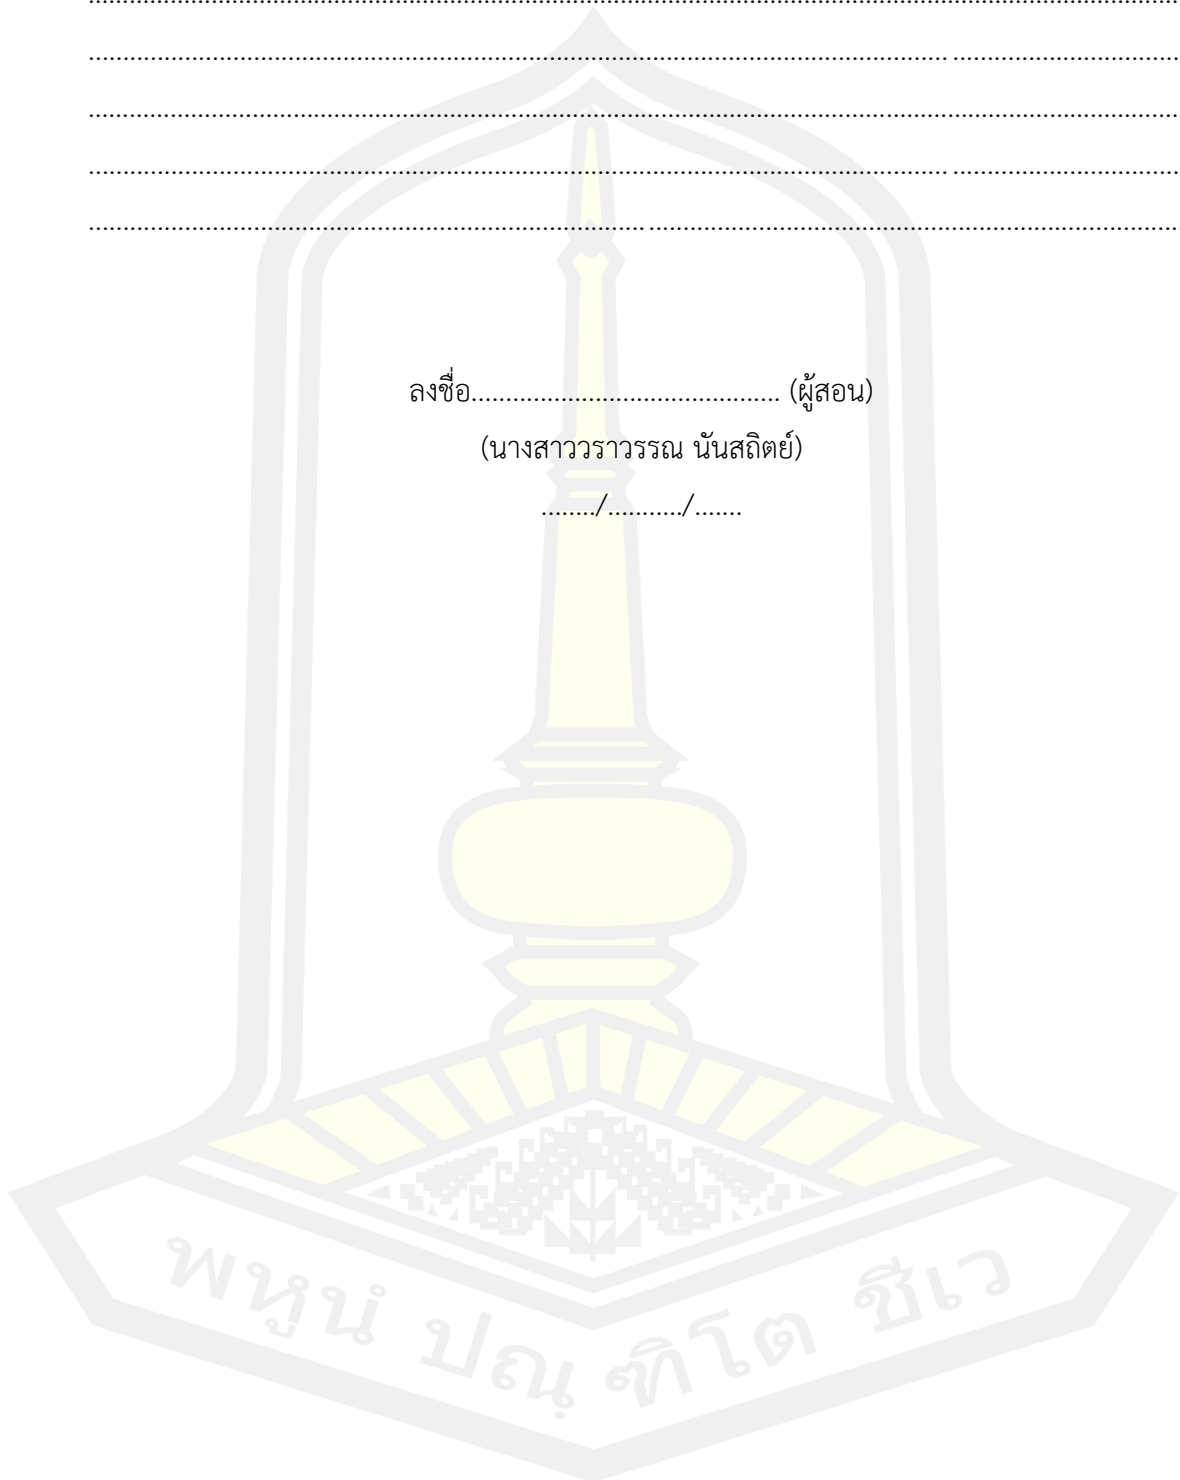 ................................................................................................................................................................
............................................................................................................................. .................................
................................................................................................................................................................
............................................................................................................................. .................................
................................................................................. ..............................................................................
ลงชื่อ............................................. (ผู้สอน)
(นางสาววราวรรณ นันสถิตย์)
......../.........../.......
พหูนํ ปณฺฑิโต ชีเว